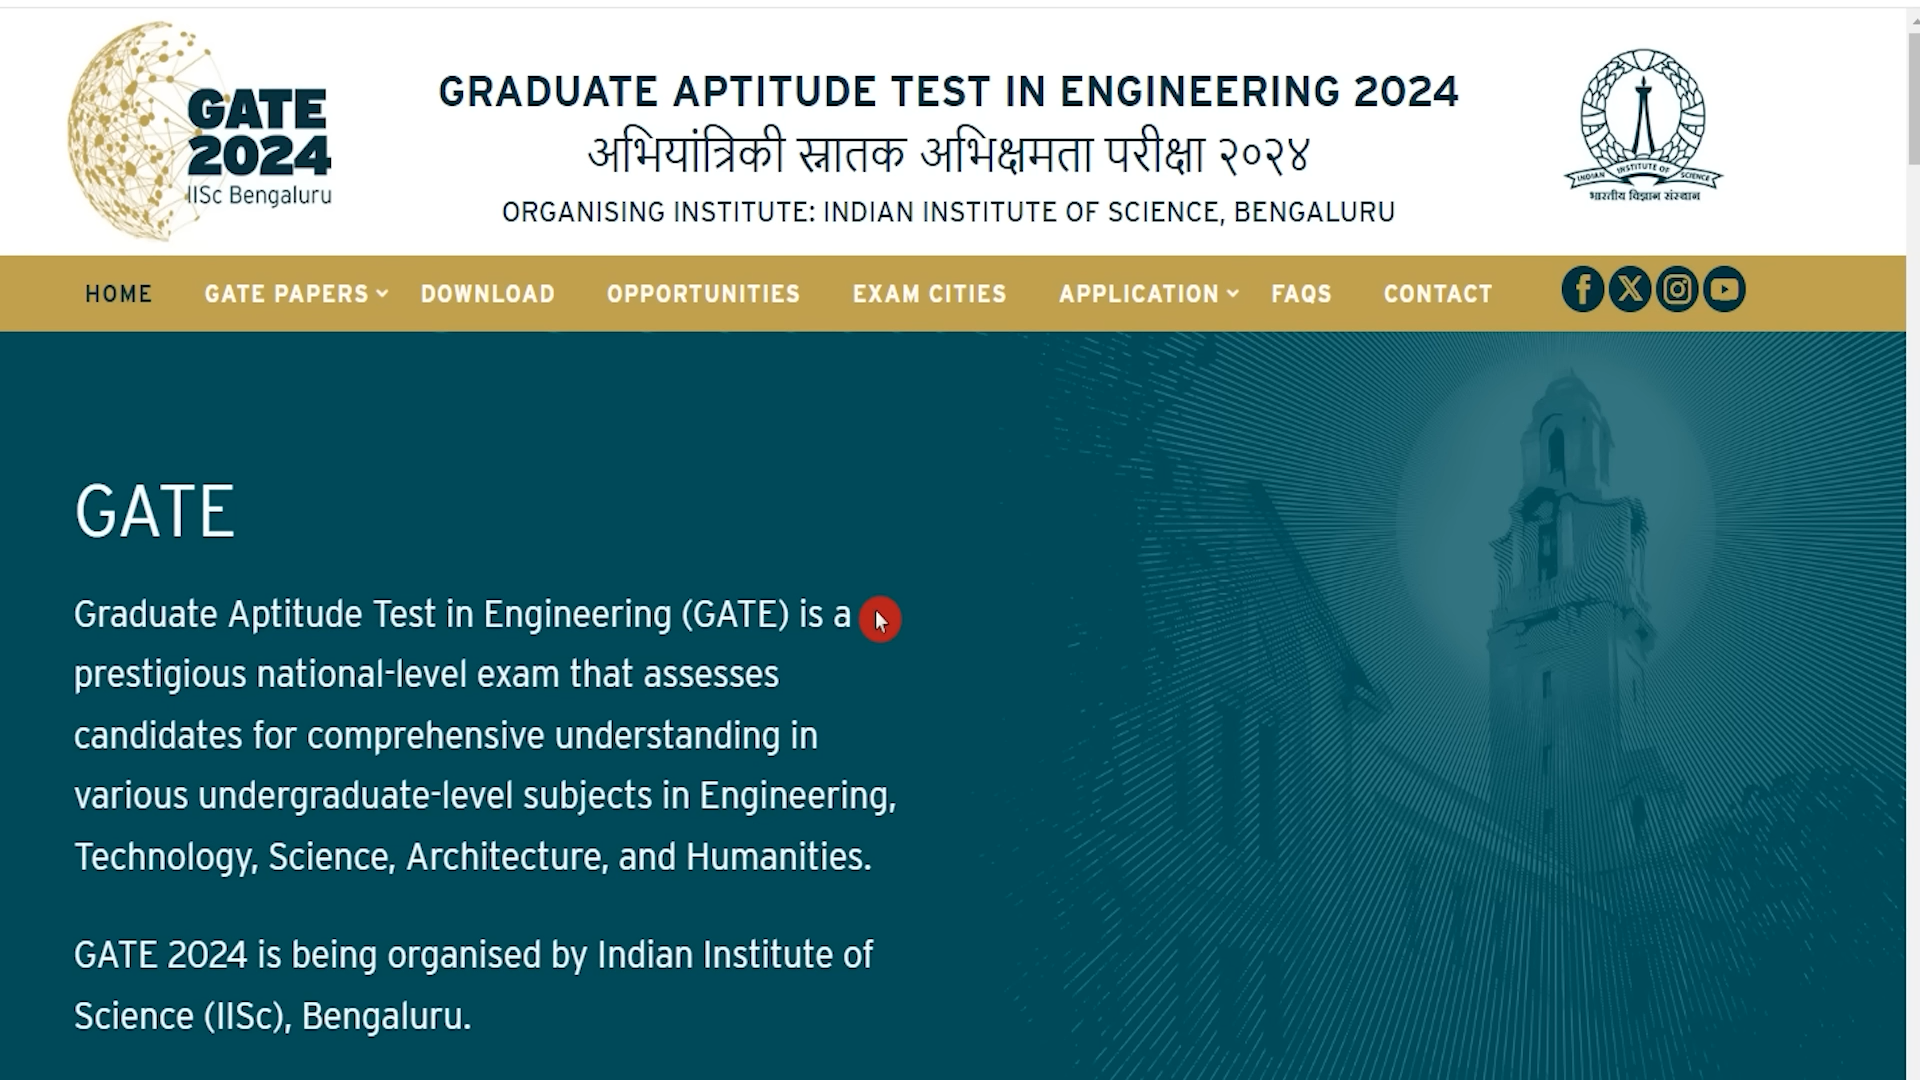 GATE
2024
IISc Bengaluru
GRADUATE APTITUDE TEST IN ENGINEERING 2024
अभियांत्रिकी स्नातक अभिक्षमता परीक्षा २०२४
ORGANISING INSTITUTE: INDIAN INSTITUTE OF SCIENCE, BENGALURU
INDIAN INSTITUTE OF SCIENCE
भारतीय विज्ञान संस्थान
HOME GATE PAPERS DOWNLOAD OPPORTUNITIES EXAM CITIES APPLICATION FAQS CONTACT
GATE
Graduate Aptitude Test in Engineering (GATE) is a
prestigious national-level exam that assesses
candidates for comprehensive understanding in
various undergraduate-level subjects in Engineering,
Technology, Science, Architecture, and Humanities.
GATE 2024 is being organised by Indian Institute of
Science (IISc), Bengaluru.